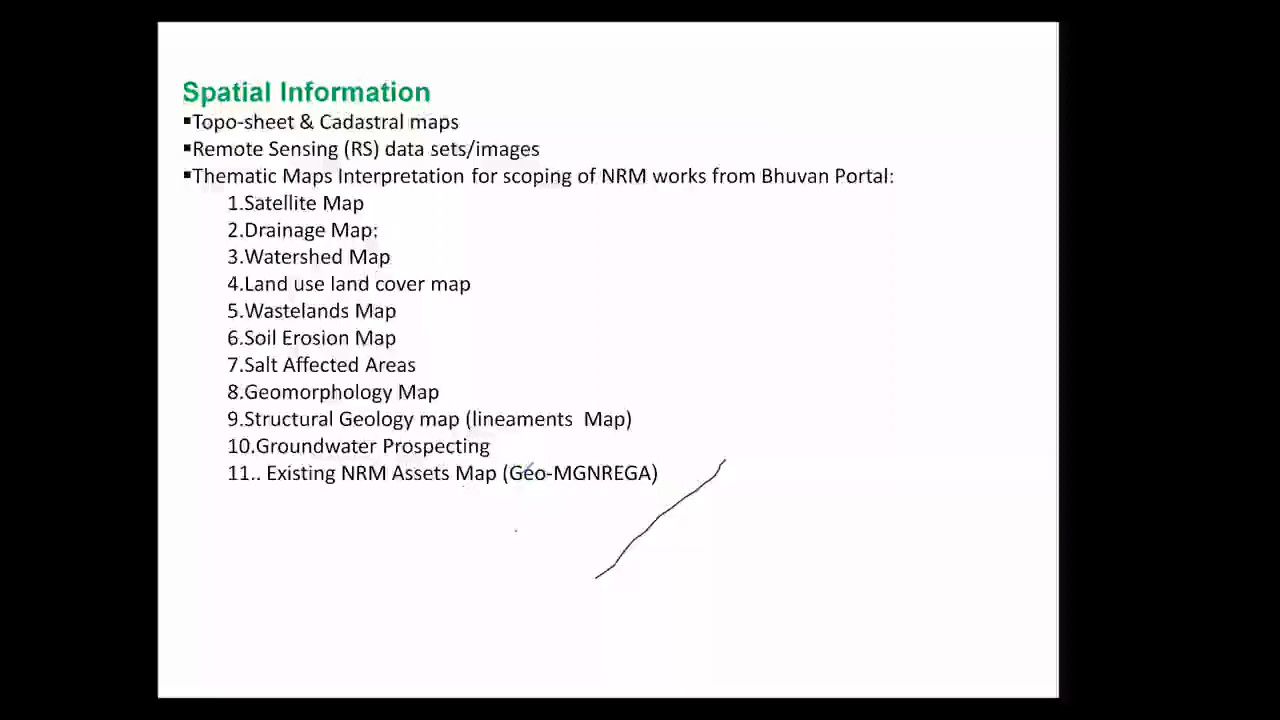 Spatial Information
▪Topo-sheet & Cadastral maps
▪Remote Sensing (RS) data sets/images
▪Thematic Maps Interpretation for scoping of NRM works from Bhuvan Portal:
1.Satellite Map
2.Drainage Map:
3.Watershed Map
4.Land use land cover map
5.Wastelands Map
6.Soil Erosion Map
7.Salt Affected Areas
8.Geomorphology Map
9.Structural Geology map (lineaments  Map)
10.Groundwater Prospecting
11.. Existing NRM Assets Map (Geo-MGNREGA)